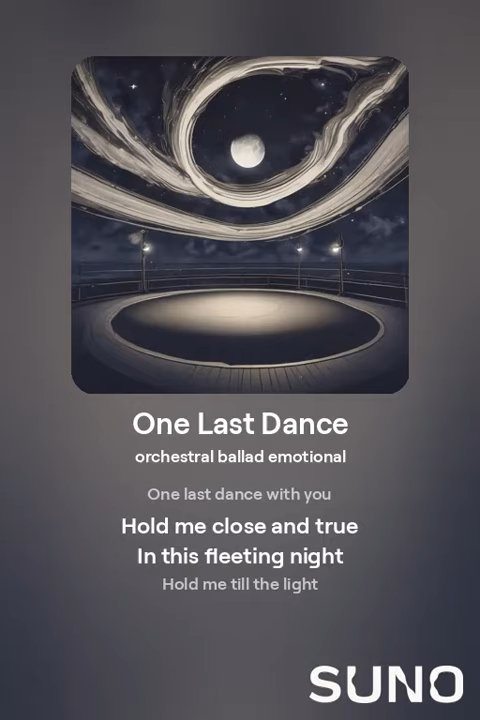 One Last Dance
orchestral ballad emotional
One last dance with you
Hold me close and true
In this fleeting night
Hold me till the light
SUNO